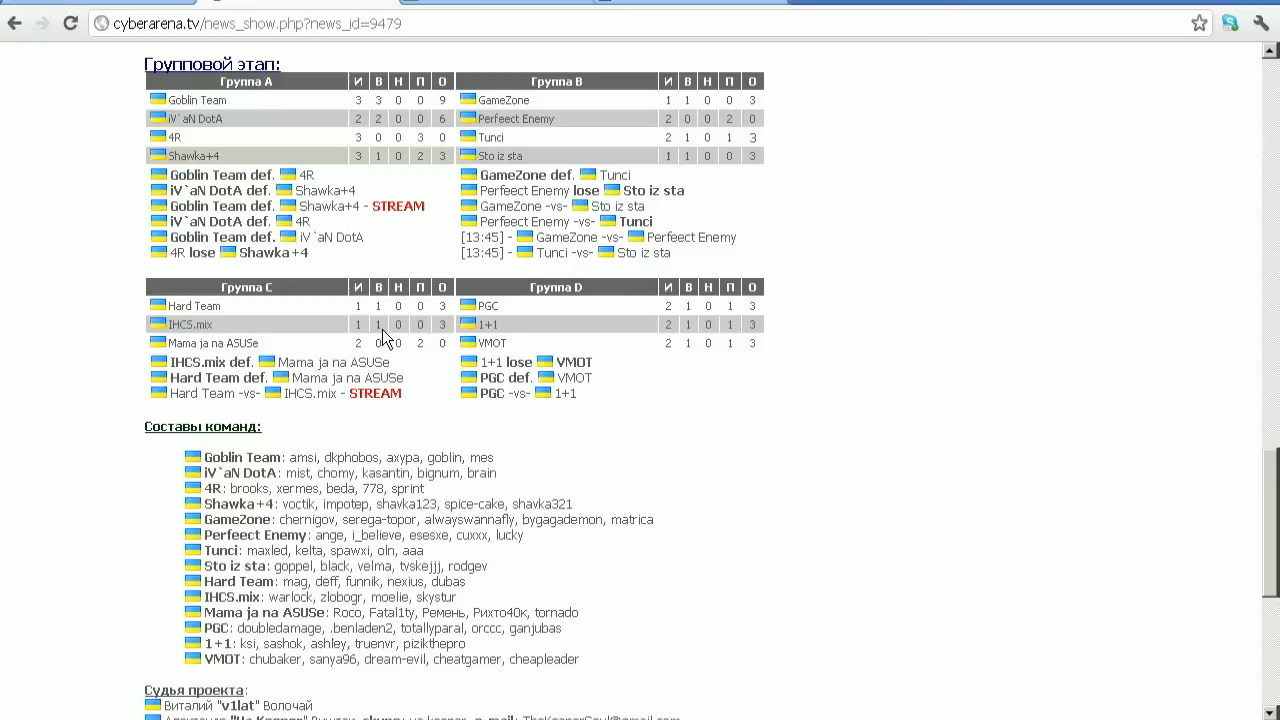 cyberarena.tv/news_show.php?news_id=9479
Групповой этап:
Группа A И В Н П О
Goblin Team 3 3 0 0 9
iV`aN DotA 2 2 0 0 6
4R 3 0 0 3 0
Shawka+4 3 1 0 2 3
Goblin Team def. 4R
iV`aN DotA def. Shawka+4
Goblin Team def. Shawka+4 - STREAM
iV`aN DotA def. 4R
Goblin Team def. iV`aN DotA
4R lose Shawka+4
Группа B И В Н П О
GameZone 1 1 0 0 3
Perfeect Enemy 2 0 0 2 0
Tunci 2 1 0 1 3
Sto iz sta 1 1 0 0 3
GameZone def. Tunci
Perfeect Enemy lose Sto iz sta
GameZone -vs- Sto iz sta
Perfeect Enemy -vs- Tunci
[13:45] - GameZone -vs- Perfeect Enemy
[13:45] - Tunci -vs- Sto iz sta
Группа C И В Н П О
Hard Team 1 1 0 0 3
IHCS.mix 1 1 0 0 3
Mama ja na ASUSe 2 0 0 2 0
IHCS.mix def. Mama ja na ASUSe
Hard Team def. Mama ja na ASUSe
Hard Team -vs- IHCS.mix - STREAM
Группа D И В Н П О
PGC 2 1 0 1 3
1+1 2 1 0 1 3
VMOT 2 1 0 1 3
1+1 lose VMOT
PGC def. VMOT
PGC -vs- 1+1
Составы команд:
Goblin Team: amsi, dkphobos, axypa, goblin, mes
iV`aN DotA: mist, chomy, kasantin, bignum, brain
4R: brooks, xermes, beda, 778, sprint
Shawka+4: voctik, impotep, shavka123, spice-cake, shavka321
GameZone: chernigov, serega-topor, alwayswannafly, bygagademon, matrica
Perfeect Enemy: ange, i_believe, esesxe, cuxxx, lucky
Tunci: maxled, kelta, spawxi, oln, aaa
Sto iz sta: goppel, black, velma, tvskejjj, rodgev
Hard Team: mag, deff, funnik, nexius, dubas
IHCS.mix: warlock, zlobogr, moelie, skystur
Mama ja na ASUSe: Roco, Fatal1ty, Ремень, Рихто40к, tornado
PGC: doubledamage, .benladen2, totallyparal, orccc, ganjubas
1+1: ksi, sashok, ashley, truenvr, pizikthepro
VMOT: chubaker, sanya96, dream-evil, cheatgamer, cheapleader
Судья проекта:
Виталий "v1lat" Волочай